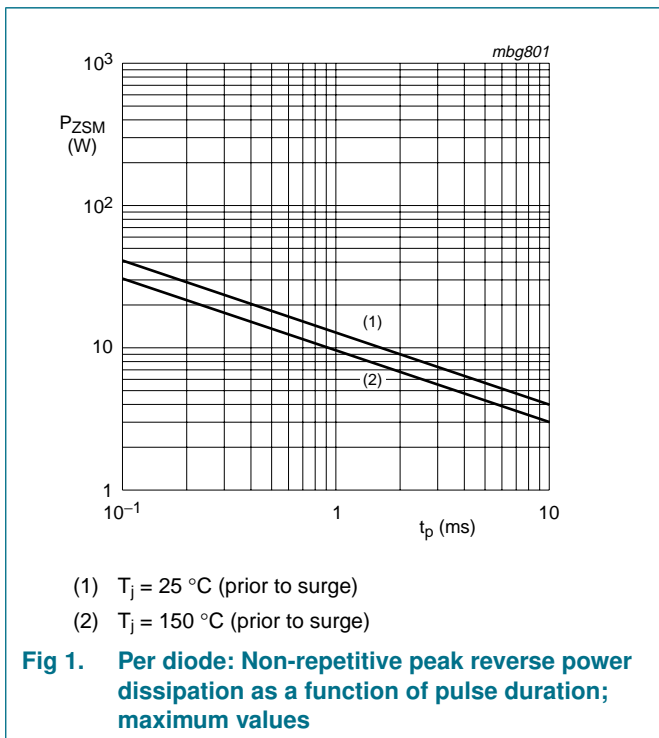 mbg801
10³
P_ZSM
(W)
10²
(1)
10
(2)
1
10⁻¹
1
10
t_p (ms)
(1) T_j = 25 °C (prior to surge)
(2) T_j = 150 °C (prior to surge)
Fig 1. Per diode: Non-repetitive peak reverse power
dissipation as a function of pulse duration;
maximum values